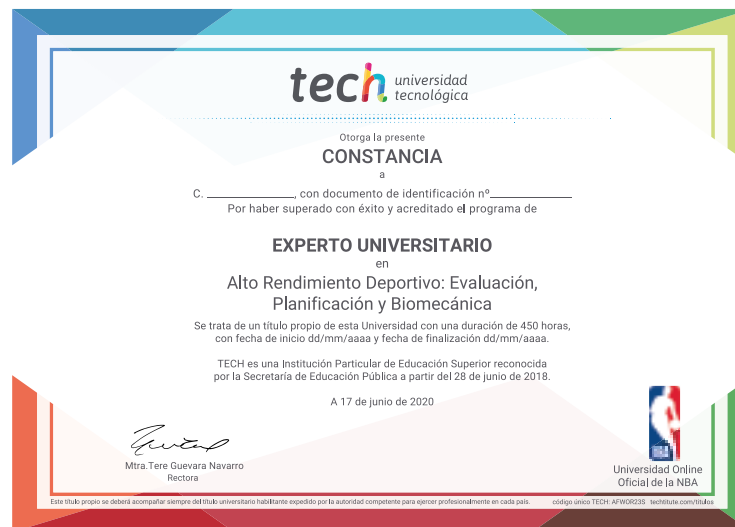 tech universidad
tecnológica
Otorga la presente
CONSTANCIA
a
C. ______________, con documento de identificación nº_____________
Por haber superado con éxito y acreditado el programa de
EXPERTO UNIVERSITARIO
en
Alto Rendimiento Deportivo: Evaluación,
Planificación y Biomecánica
Se trata de un título propio de esta Universidad con una duración de 450 horas,
con fecha de inicio dd/mm/aaaa y fecha de finalización dd/mm/aaaa.
TECH es una Institución Particular de Educación Superior reconocida
por la Secretaría de Educación Pública a partir del 28 de junio de 2018.
A 17 de junio de 2020
Mtra.Tere Guevara Navarro
Rectora
NBA
Universidad Online
Oficial de la NBA
Este título propio se deberá acompañar siempre del título universitario habilitante expedido por la autoridad competente para ejercer profesionalmente en cada país.
código único TECH: AFWOR23S techtitute.com/titulos